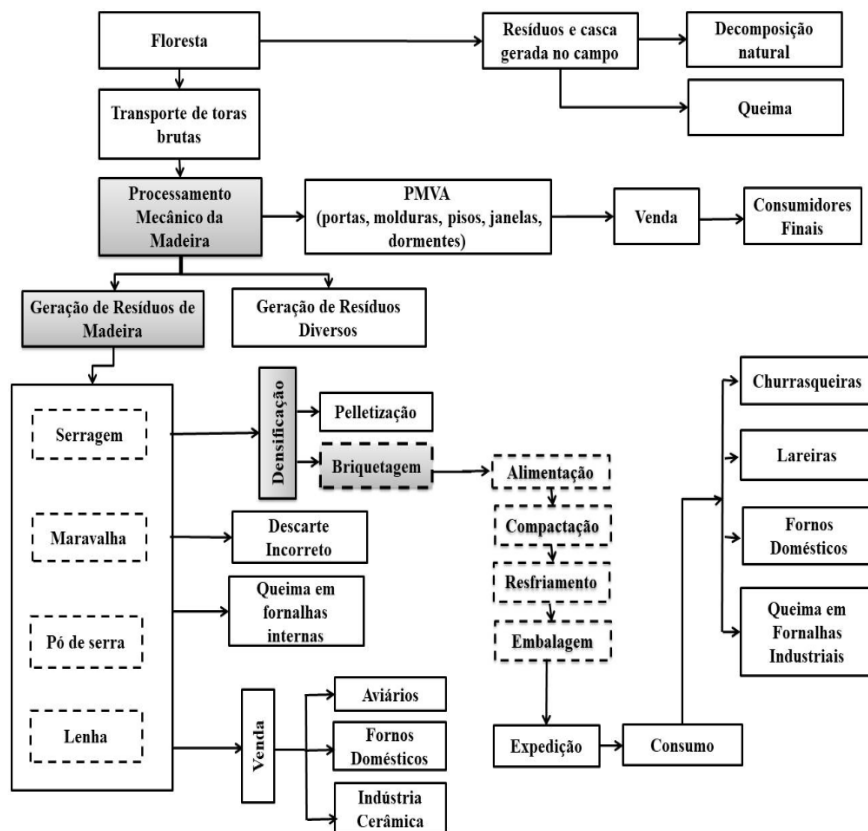 Floresta
Resíduos e casca
gerada no campo
Decomposição
natural
Queima
Transporte de toras
brutas
Processamento
Mecânico da
Madeira
PMVA
(portas, molduras, pisos, janelas,
dormentes)
Venda
Consumidores
Finais
Geração de Resíduos de
Madeira
Geração de Resíduos
Diversos
Serragem
Maravalha
Pó de serra
Lenha
Densificação
Pelletização
Briquetagem
Descarte
Incorreto
Queima em
fornalhas
internas
Venda
Aviários
Fornos
Domésticos
Indústria
Cerâmica
Alimentação
Compactação
Resfriamento
Embalagem
Expedição
Consumo
Churrasqueiras
Lareiras
Fornos
Domésticos
Queima em
Fornalhas
Industriais